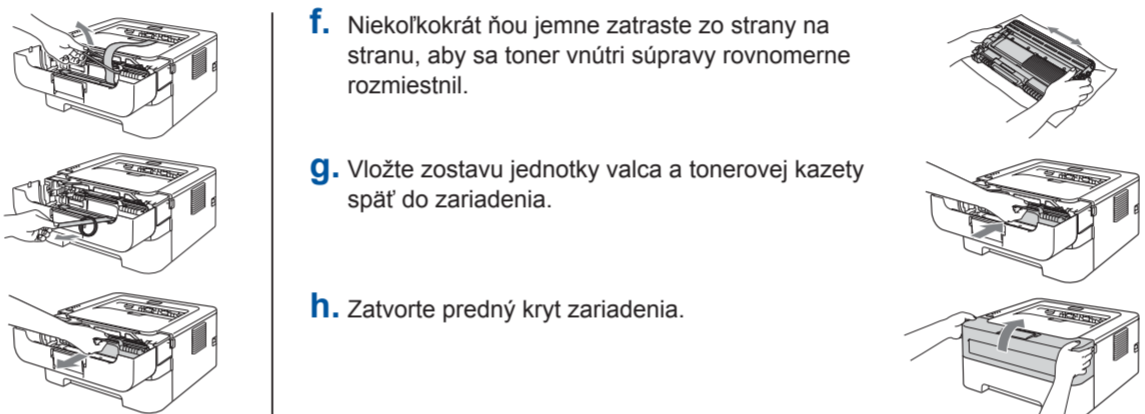 f. Niekoľkokrát ňou jemne zatraste zo strany na
stranu, aby sa toner vnútri súpravy rovnomerne
rozmiestnil.
g. Vložte zostavu jednotky valca a tonerovej kazety
späť do zariadenia.
h. Zatvorte predný kryt zariadenia.